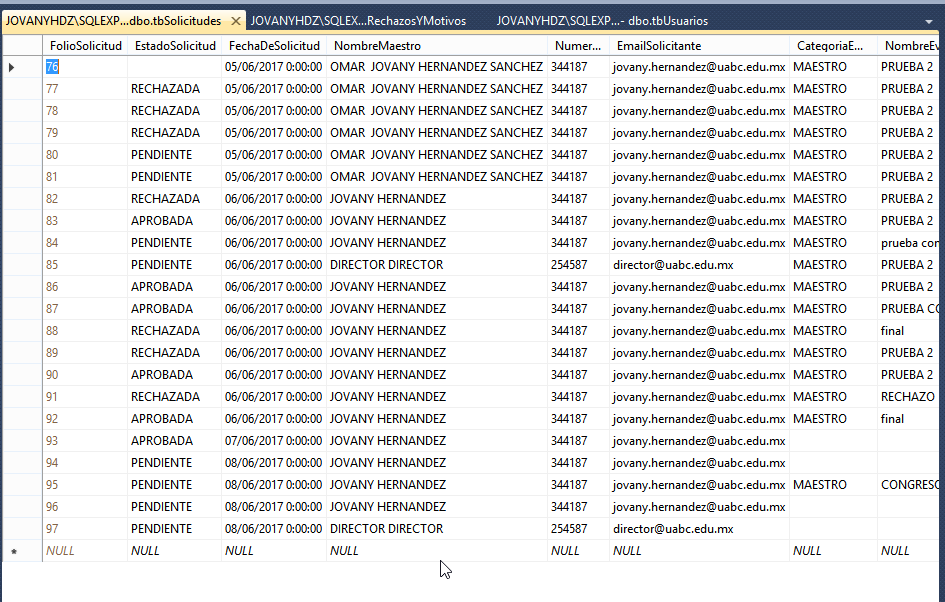 JOVANYHDZ\SQLEXP...dbo.tbSolicitudes JOVANYHDZ\SQLEX...RechazosYMotivos JOVANYHDZ\SQLEXP...- dbo.tbUsuarios
FolioSolicitud EstadoSolicitud FechaDeSolicitud NombreMaestro Numer... EmailSolicitante CategoriaE... NombreEv
76 05/06/2017 0:00:00 OMAR JOVANY HERNANDEZ SANCHEZ 344187 jovany.hernandez@uabc.edu.mx MAESTRO PRUEBA 2
77 RECHAZADA 05/06/2017 0:00:00 OMAR JOVANY HERNANDEZ SANCHEZ 344187 jovany.hernandez@uabc.edu.mx MAESTRO PRUEBA 2
78 RECHAZADA 05/06/2017 0:00:00 OMAR JOVANY HERNANDEZ SANCHEZ 344187 jovany.hernandez@uabc.edu.mx MAESTRO PRUEBA 2
79 RECHAZADA 05/06/2017 0:00:00 OMAR JOVANY HERNANDEZ SANCHEZ 344187 jovany.hernandez@uabc.edu.mx MAESTRO PRUEBA 2
80 PENDIENTE 05/06/2017 0:00:00 OMAR JOVANY HERNANDEZ SANCHEZ 344187 jovany.hernandez@uabc.edu.mx MAESTRO PRUEBA 2
81 PENDIENTE 05/06/2017 0:00:00 OMAR JOVANY HERNANDEZ SANCHEZ 344187 jovany.hernandez@uabc.edu.mx MAESTRO PRUEBA 2
82 RECHAZADA 06/06/2017 0:00:00 JOVANY HERNANDEZ 344187 jovany.hernandez@uabc.edu.mx MAESTRO PRUEBA 2
83 APROBADA 06/06/2017 0:00:00 JOVANY HERNANDEZ 344187 jovany.hernandez@uabc.edu.mx MAESTRO PRUEBA 2
84 PENDIENTE 06/06/2017 0:00:00 JOVANY HERNANDEZ 344187 jovany.hernandez@uabc.edu.mx MAESTRO prueba con
85 PENDIENTE 06/06/2017 0:00:00 DIRECTOR DIRECTOR 254587 director@uabc.edu.mx MAESTRO PRUEBA 2
86 APROBADA 06/06/2017 0:00:00 JOVANY HERNANDEZ 344187 jovany.hernandez@uabc.edu.mx MAESTRO PRUEBA 2
87 APROBADA 06/06/2017 0:00:00 JOVANY HERNANDEZ 344187 jovany.hernandez@uabc.edu.mx MAESTRO PRUEBA CO
88 RECHAZADA 06/06/2017 0:00:00 JOVANY HERNANDEZ 344187 jovany.hernandez@uabc.edu.mx MAESTRO final
89 RECHAZADA 06/06/2017 0:00:00 JOVANY HERNANDEZ 344187 jovany.hernandez@uabc.edu.mx MAESTRO PRUEBA 2
90 APROBADA 06/06/2017 0:00:00 JOVANY HERNANDEZ 344187 jovany.hernandez@uabc.edu.mx MAESTRO PRUEBA 2
91 RECHAZADA 06/06/2017 0:00:00 JOVANY HERNANDEZ 344187 jovany.hernandez@uabc.edu.mx MAESTRO RECHAZO
92 APROBADA 06/06/2017 0:00:00 JOVANY HERNANDEZ 344187 jovany.hernandez@uabc.edu.mx MAESTRO final
93 APROBADA 07/06/2017 0:00:00 JOVANY HERNANDEZ 344187 jovany.hernandez@uabc.edu.mx
94 PENDIENTE 08/06/2017 0:00:00 JOVANY HERNANDEZ 344187 jovany.hernandez@uabc.edu.mx
95 PENDIENTE 08/06/2017 0:00:00 JOVANY HERNANDEZ 344187 jovany.hernandez@uabc.edu.mx MAESTRO CONGRESO
96 PENDIENTE 08/06/2017 0:00:00 JOVANY HERNANDEZ 344187 jovany.hernandez@uabc.edu.mx
97 PENDIENTE 08/06/2017 0:00:00 DIRECTOR DIRECTOR 254587 director@uabc.edu.mx
NULL NULL NULL NULL NULL NULL NULL NULL